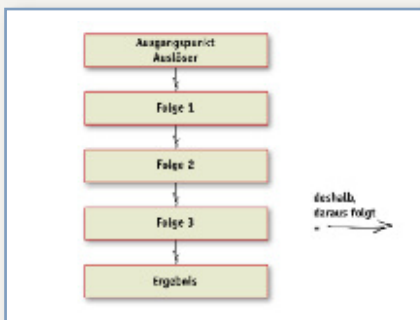 Ausgangspunkt
Auslöser
Folge 1
Folge 2
Folge 3
deshalb,
daraus folgt
=
Ergebnis